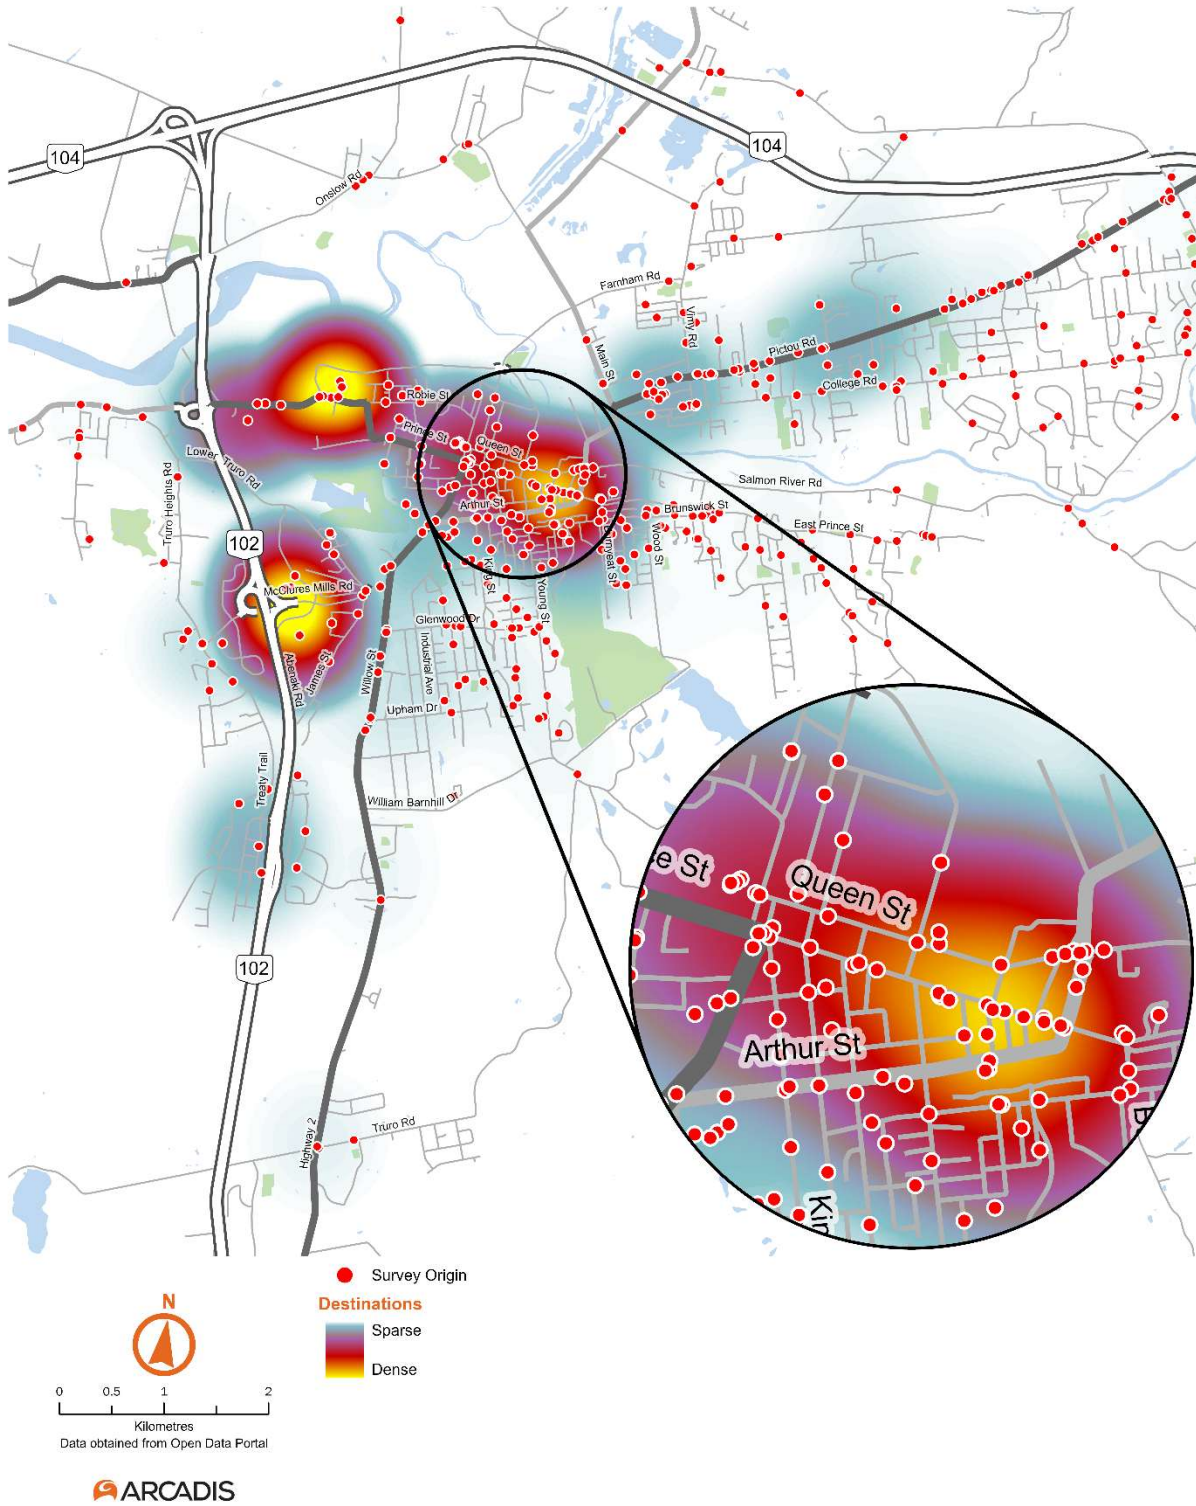 104
104
Onslow Rd
Farnham Rd
Vimy Rd
Main St
Pictou Rd
College Rd
Robie St
Prince St
Queen St
Lower Truro Rd
Truro Heights Rd
Salmon River Rd
Arthur St
Brunswick St
East Prince St
Wood St
102
McClures Mills Rd
King St
Young St
Glenwood Dr
Industrial Ave
Abenaki Rd
James St
Willow St
Upham Dr
Treaty Trail
William Barnhill Dr
ce St
Queen St
102
Arthur St
Kin
B
Truro Rd
Highway 2
Survey Origin
Destinations
Sparse
Dense
N
0 0.5 1 2
Kilometres
Data obtained from Open Data Portal
ARCADIS